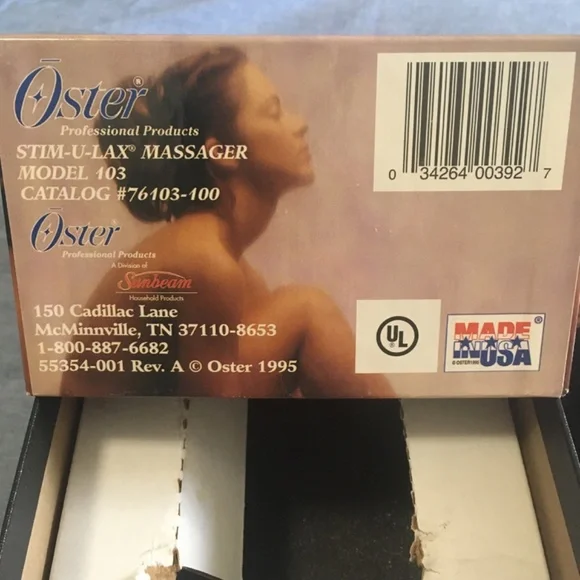 Oster®
Professional Products
STIM-U-LAX® MASSAGER
MODEL 103
CATALOG #76103-100
Oster®
Professional Products
A Division of
Sunbeam
Household Products
150 Cadillac Lane
McMinnville, TN 37110-8653
1-800-887-6682
55354-001 Rev. A © Oster 1995
0 34264 00392 7
UL
MADE
IN USA
®